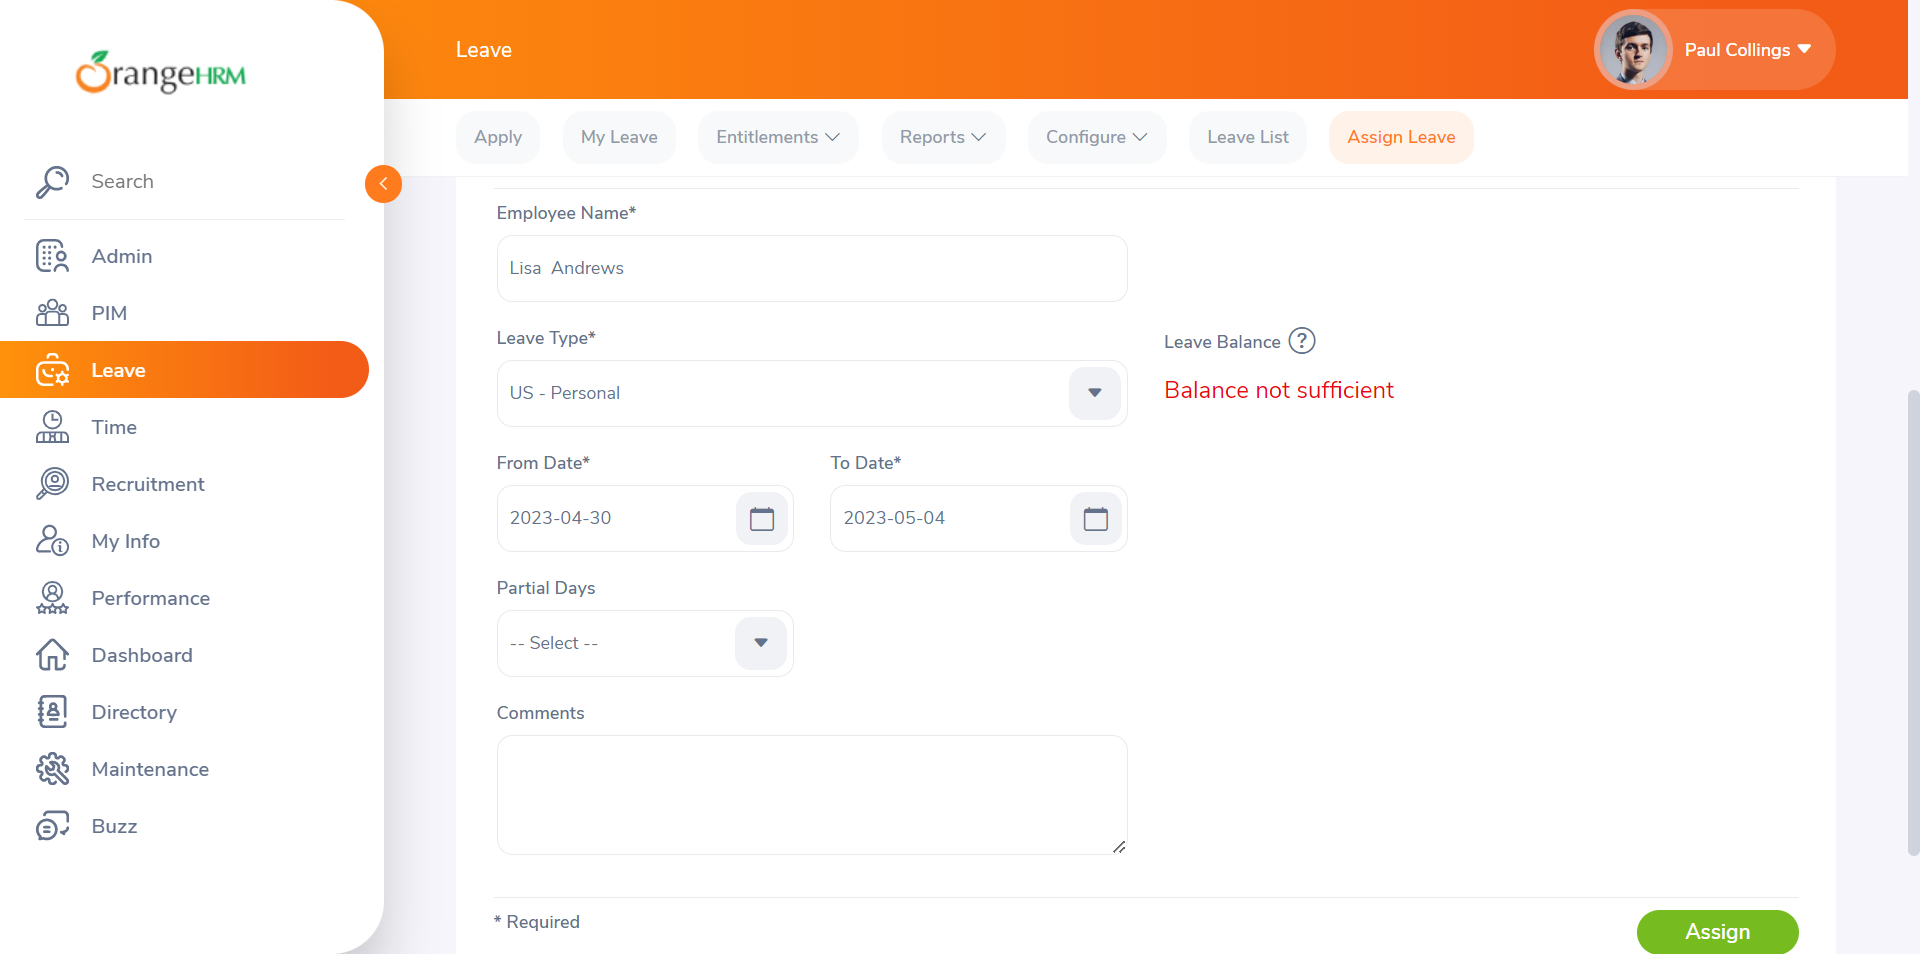 OrangeHRM
Leave
Paul Collings
Apply
My Leave
Entitlements
Reports
Configure
Leave List
Assign Leave
Search
Admin
PIM
Leave
Time
Recruitment
My Info
Performance
Dashboard
Directory
Maintenance
Buzz
Employee Name*
Lisa  Andrews
Leave Type*
US - Personal
Leave Balance ?
Balance not sufficient
From Date*
2023-04-30
To Date*
2023-05-04
Partial Days
-- Select --
Comments
* Required
Assign